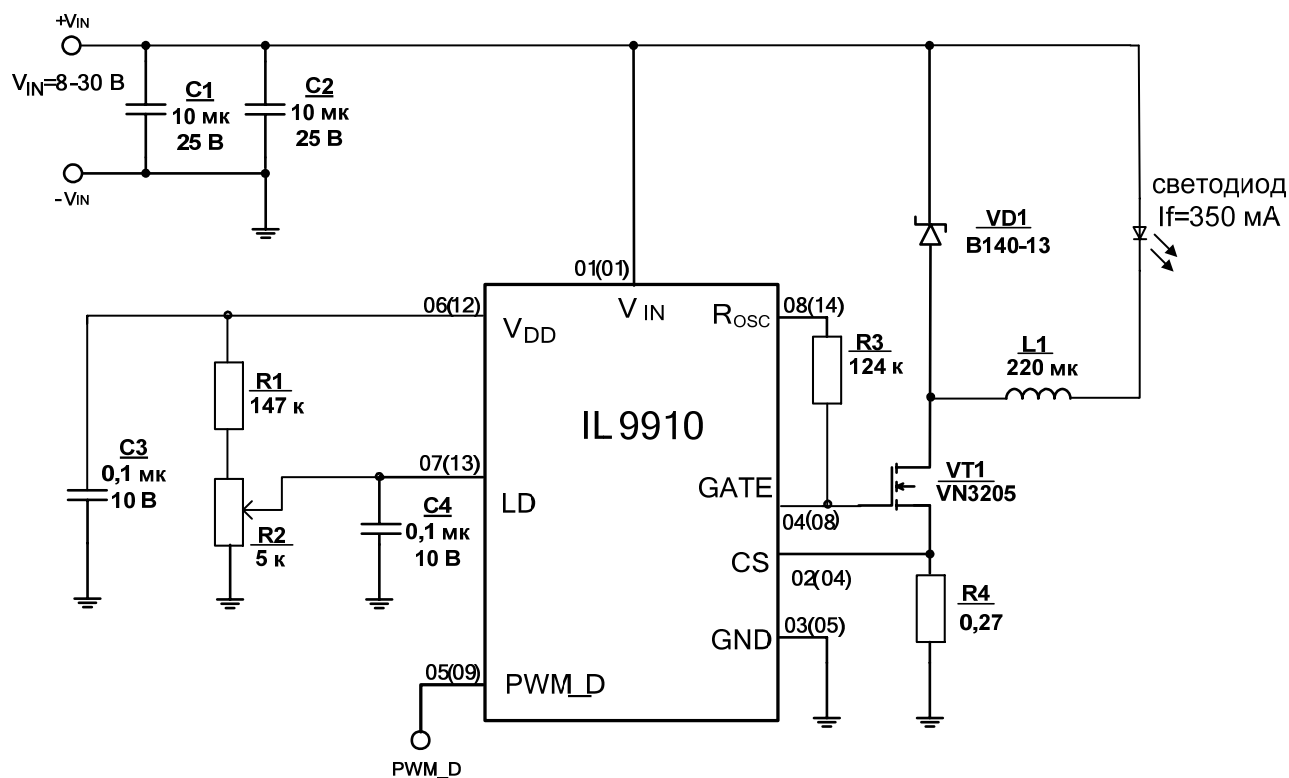 +VIN
VIN=8-30 В
-VIN
C1
10 мк
25 В
C2
10 мк
25 В
светодиод
If=350 мА
VD1
B140-13
01(01)
06(12)
VDD
V IN
ROSC
08(14)
R3
124 к
L1
220 мк
R1
147 к
IL9910
C3
0,1 мк
10 В
07(13)
LD
GATE
04(08)
VT1
VN3205
R2
5 к
C4
0,1 мк
10 В
CS
02(04)
R4
0,27
GND
03(05)
05(09)
PWM_D
PWM_D